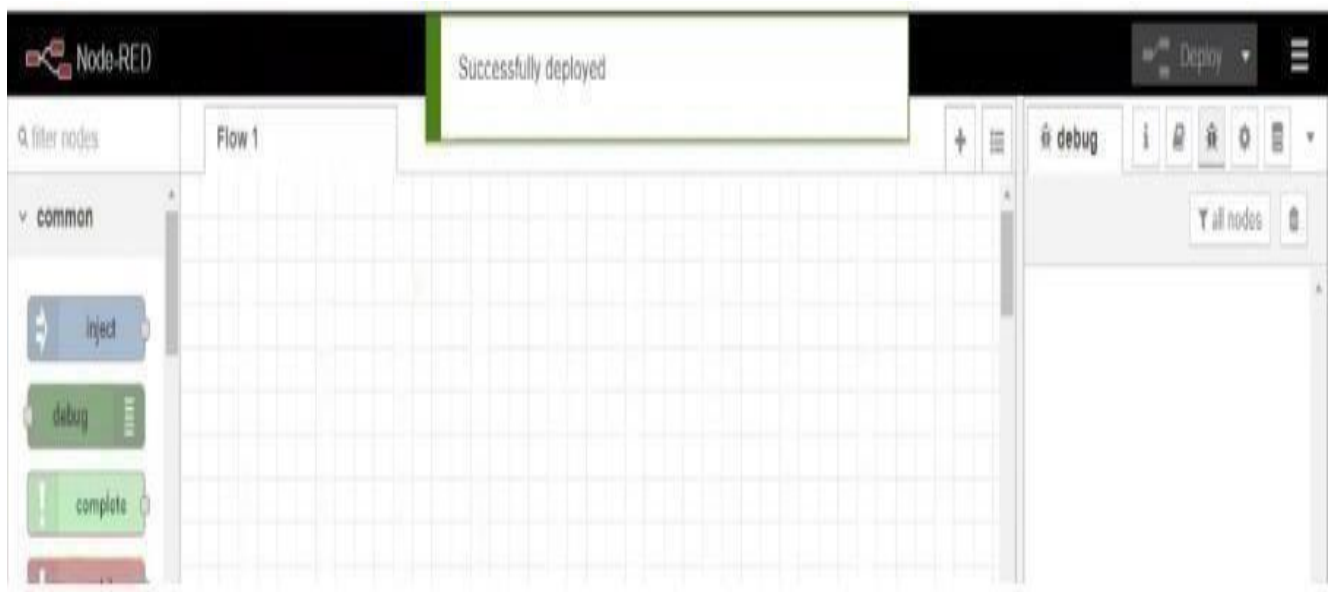 Node-RED
Successfully deployed
Deploy
filter nodes
Flow 1
debug
i
common
all nodes
inject
debug
complete